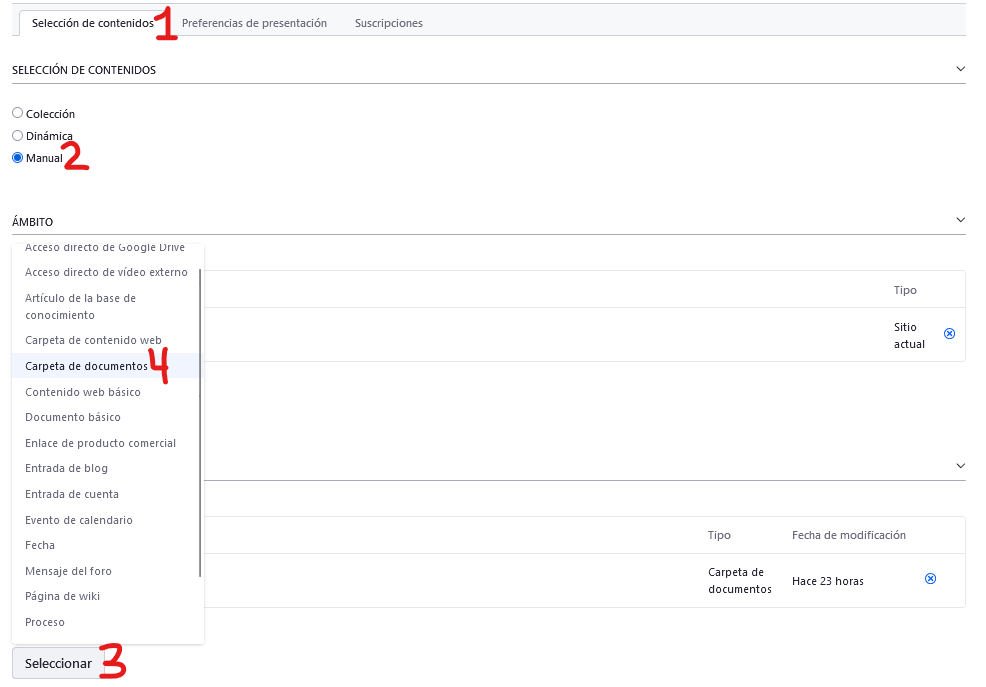 Selección de contenidos 1 Preferencias de presentación Suscripciones
SELECCIÓN DE CONTENIDOS
Colección
Dinámica
Manual 2
ÁMBITO
Acceso directo de Google Drive
Acceso directo de vídeo externo
Artículo de la base de
conocimiento
Carpeta de contenido web
Carpeta de documentos 4
Contenido web básico
Documento básico
Enlace de producto comercial
Entrada de blog
Entrada de cuenta
Evento de calendario
Fecha
Mensaje del foro
Página de wiki
Proceso
Tipo
Sitio
actual
Tipo Fecha de modificación
Carpeta de
documentos
Hace 23 horas
Seleccionar 3